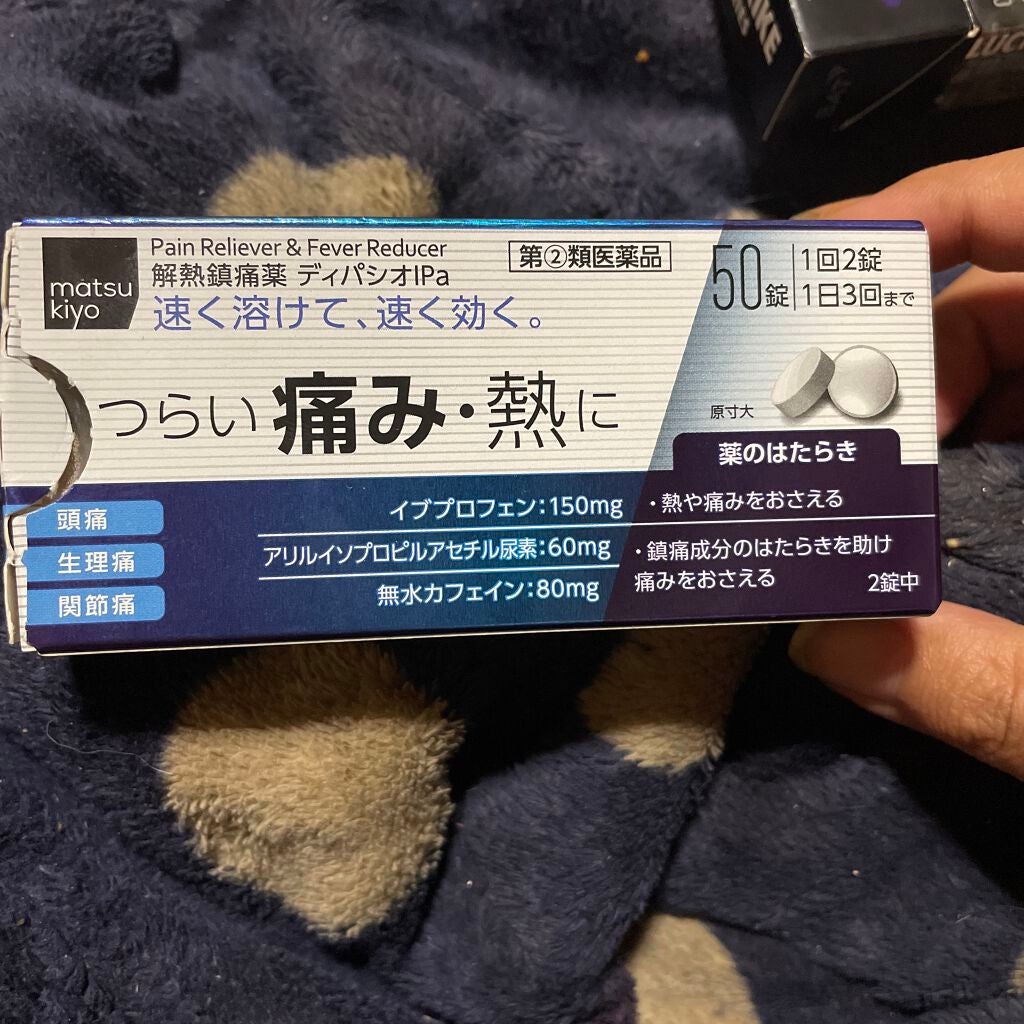 matsu
kiyo
Pain Reliever & Fever Reducer
解熱鎮痛薬 ディパシオIPa
速く溶けて、速く効く。
第②類医薬品
50錠
1回2錠
1日3回まで
原寸大
つらい痛み・熱に
薬のはたらき
頭痛
生理痛
関節痛
イブプロフェン:150mg
・熱や痛みをおさえる
アリルイソプロピルアセチル尿素:60mg
無水カフェイン:80mg
・鎮痛成分のはたらきを助け
痛みをおさえる
2錠中